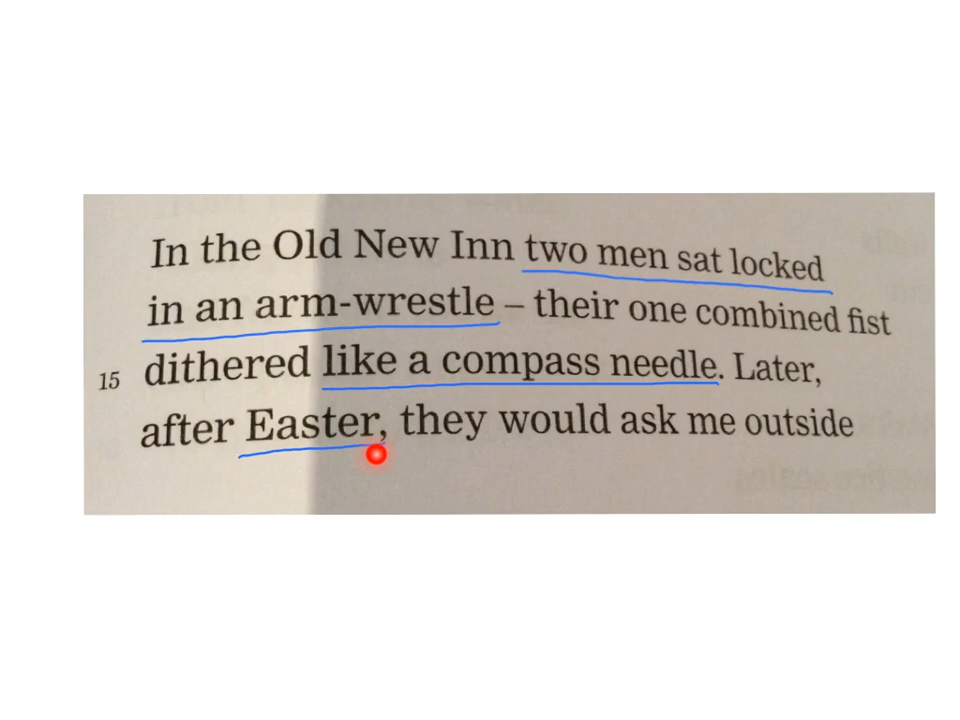 In the Old New Inn two men sat locked
in an arm-wrestle – their one combined fist
15 dithered like a compass needle. Later,
after Easter, they would ask me outside